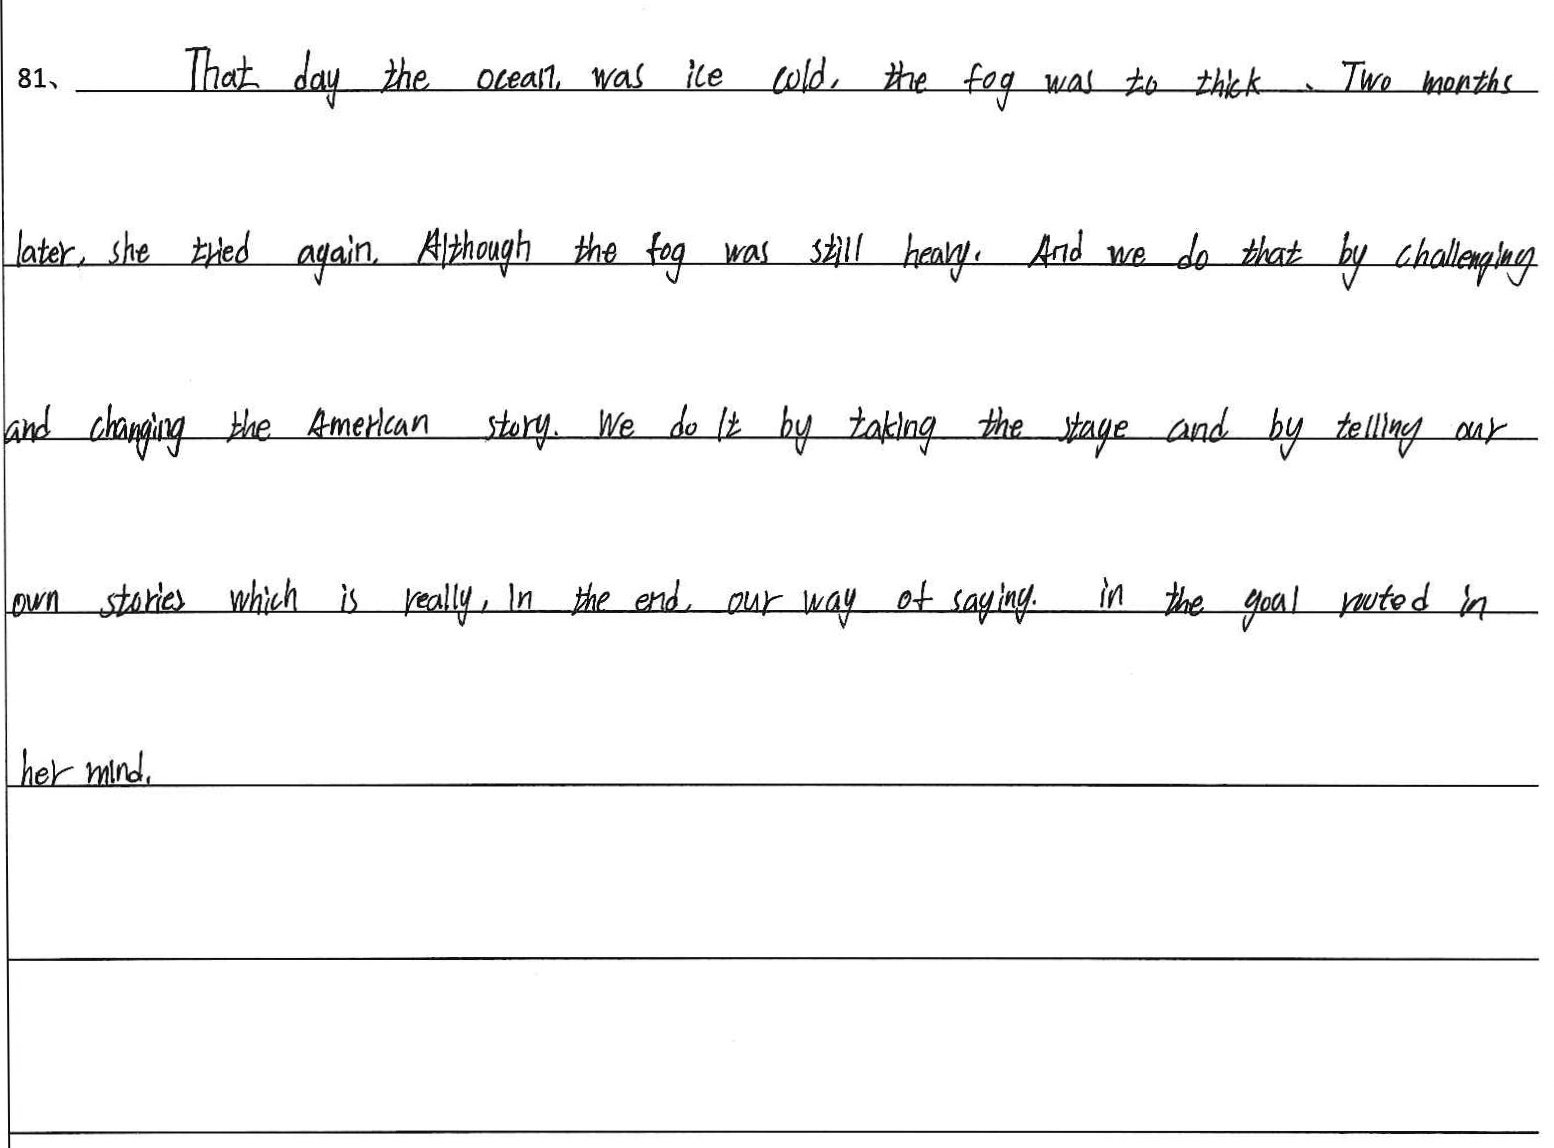 81、 That day the ocean, was ice cold, the fog was to thick 、 Two months
later, she tried again. Although the fog was still heavy. And we do that by challenging
and changing the American story. We do it by taking the stage and by telling our
own stories which is really, in the end, our way of saying. in the goal rooted in
her mind.